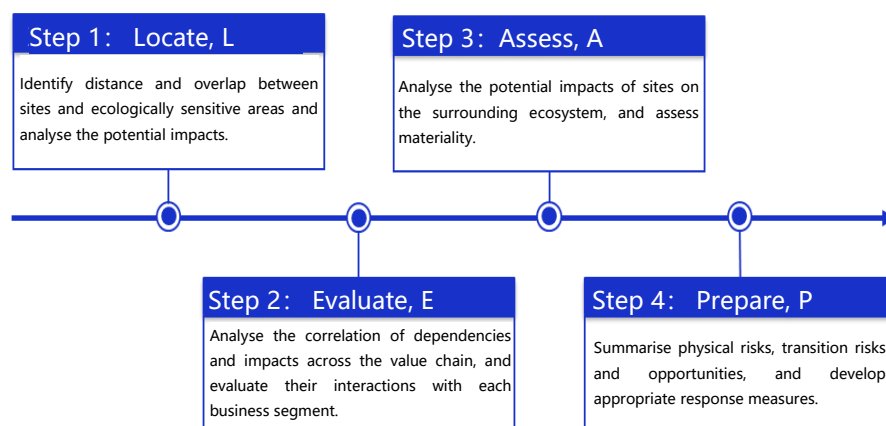 Step 1： Locate, L
Identify distance and overlap between
sites and ecologically sensitive areas and
analyse the potential impacts.
Step 2： Evaluate, E
Analyse the correlation of dependencies
and impacts across the value chain, and
evaluate their interactions with each
business segment.
Step 3：Assess, A
Analyse the potential impacts of sites on
the surrounding ecosystem, and assess
materiality.
Step 4： Prepare, P
Summarise physical risks, transition risks
and opportunities, and develop
appropriate response measures.